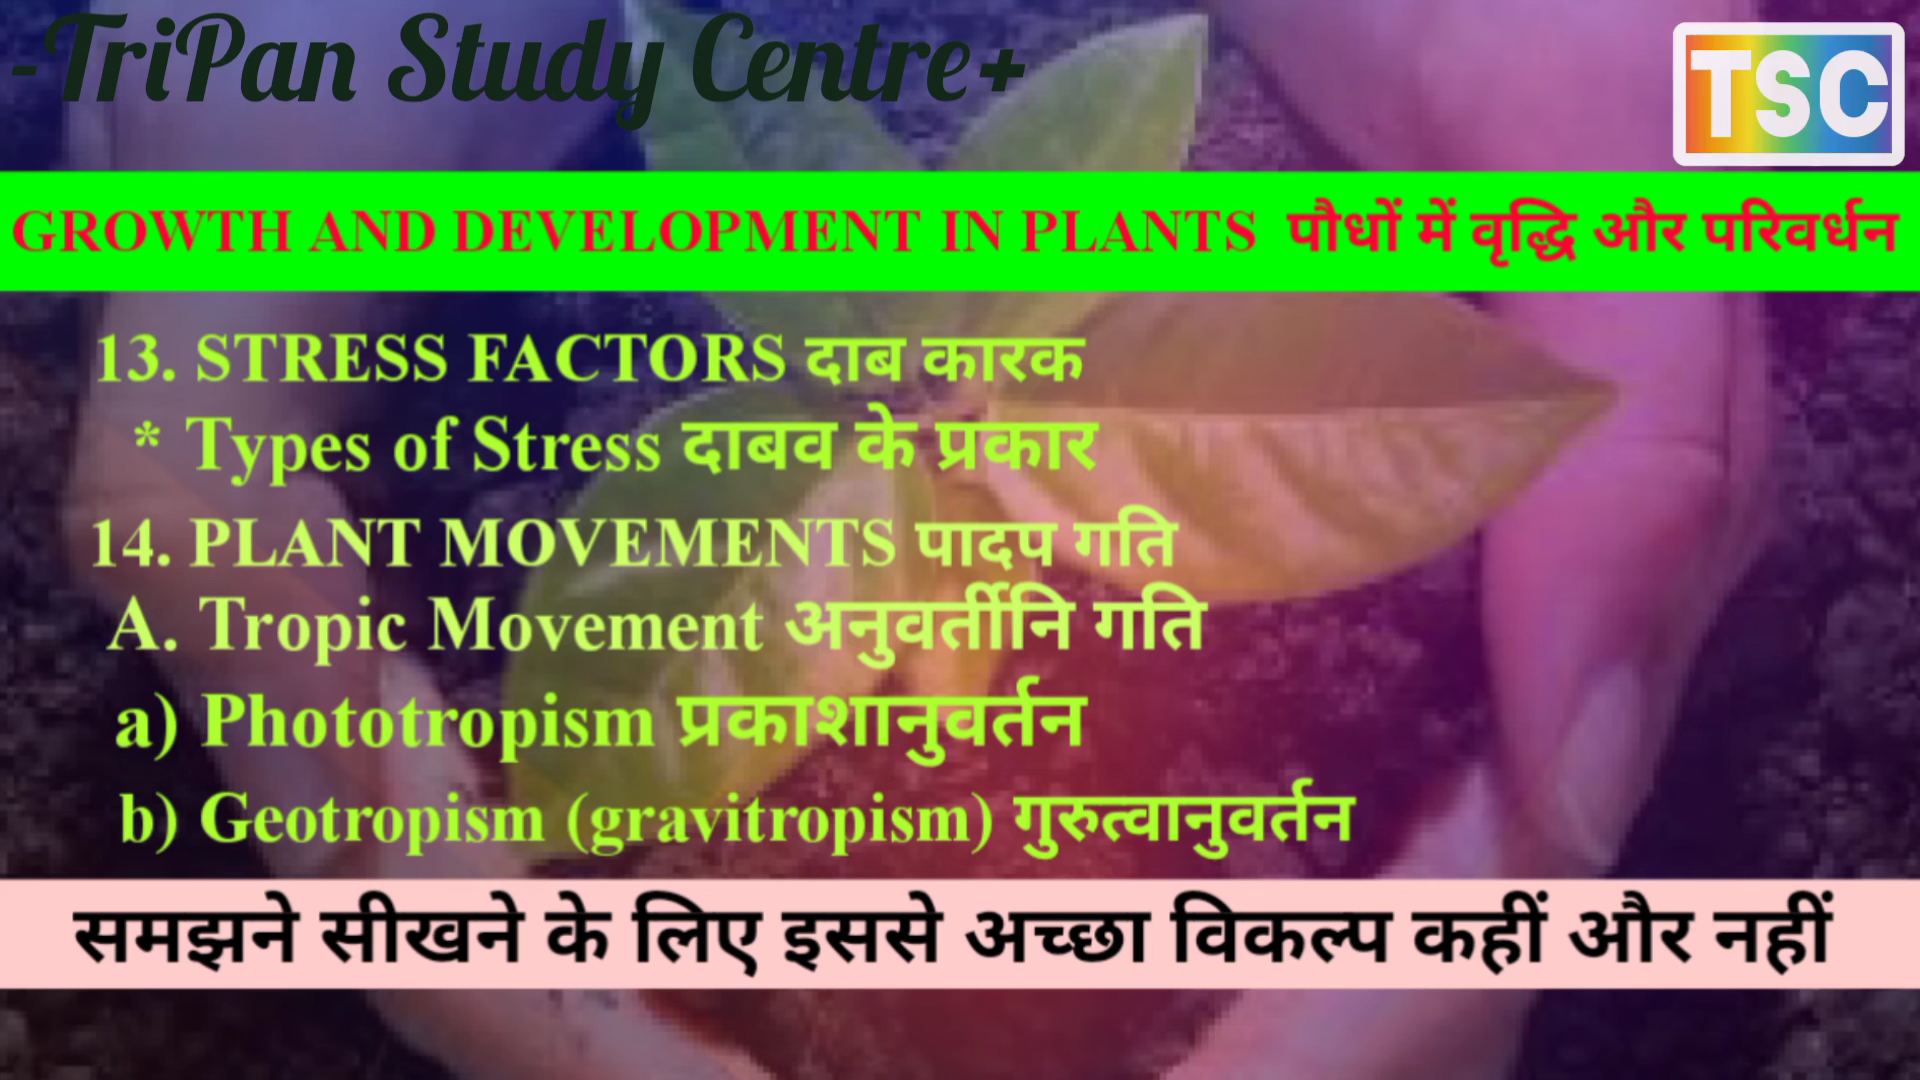 -TriPan Study Centre+
TSC
GROWTH AND DEVELOPMENT IN PLANTS पौधों में वृद्धि और परिवर्धन
13. STRESS FACTORS दाब कारक
* Types of Stress दाबव के प्रकार
14. PLANT MOVEMENTS पादप गति
A. Tropic Movement अनुवर्तीनि गति
a) Phototropism प्रकाशानुवर्तन
b) Geotropism (gravitropism) गुरुत्वानुवर्तन
समझने सीखने के लिए इससे अच्छा विकल्प कहीं और नहीं